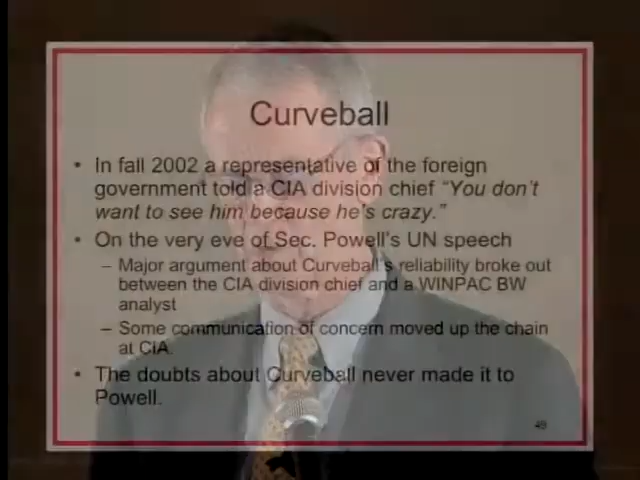 Curveball
• In fall 2002 a representative of the foreign
government told a CIA division chief "You don't
want to see him because he's crazy."
• On the very eve of Sec. Powell's UN speech
– Major argument about Curveball's reliability broke out
between the CIA division chief and a WINPAC BW
analyst
– Some communication of concern moved up the chain
at CIA.
• The doubts about Curveball never made it to
Powell.
49